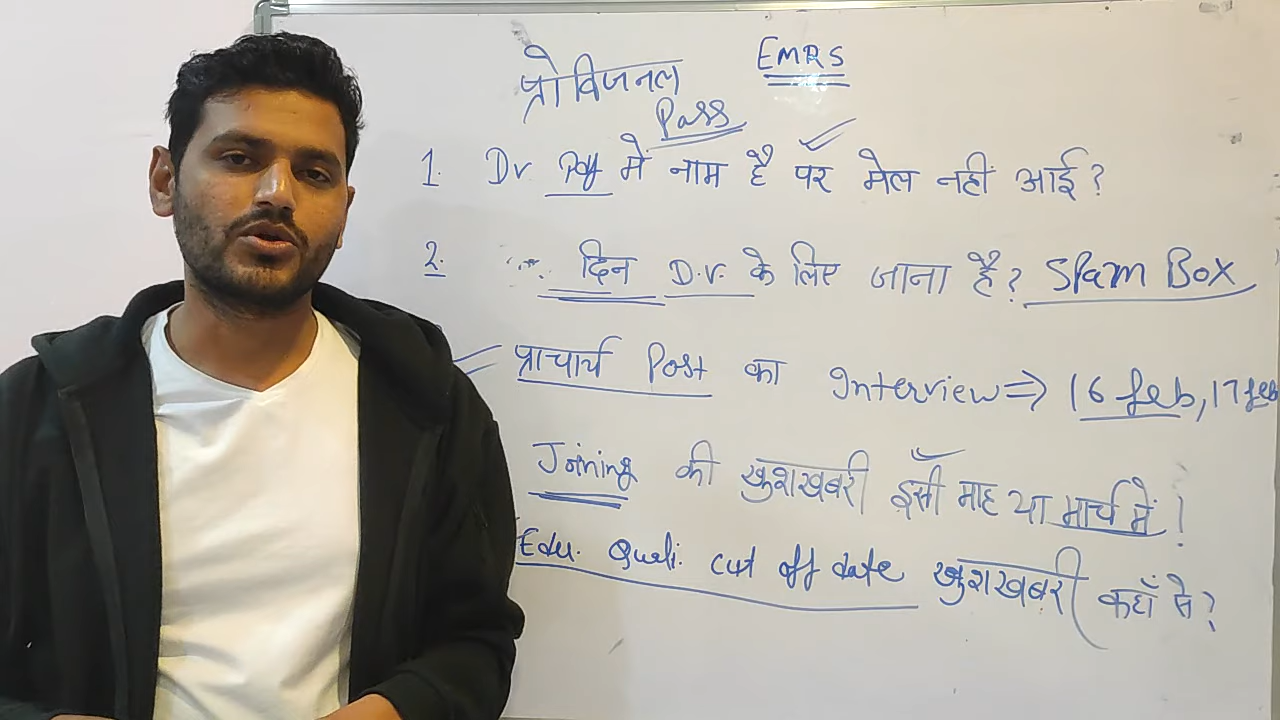 प्रोविजनल EMRS
Pass
1. Dr Pdf में नाम है पर मेल नहीं आई?
2. दिन D.V. के लिए जाना है? Spam Box
प्राचार्य Post का Interview ⇒ 16 feb, 17 feb
Joining की खुशखबरी इसी माह या मार्च में!
Edu. Quali. cut off date खुशखबरी कहाँ से?